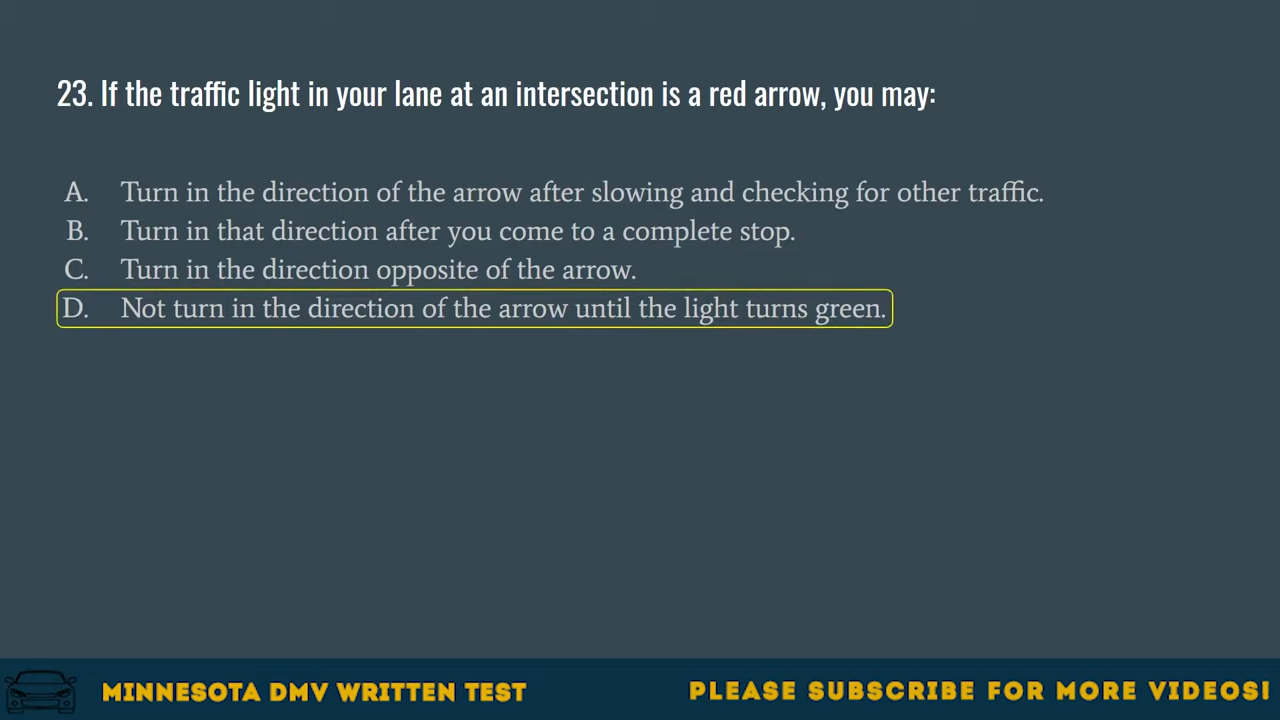 23. If the traffic light in your lane at an intersection is a red arrow, you may:
A. Turn in the direction of the arrow after slowing and checking for other traffic.
B. Turn in that direction after you come to a complete stop.
C. Turn in the direction opposite of the arrow.
D. Not turn in the direction of the arrow until the light turns green.
MINNESOTA DMV WRITTEN TEST
PLEASE SUBSCRIBE FOR MORE VIDEOS!